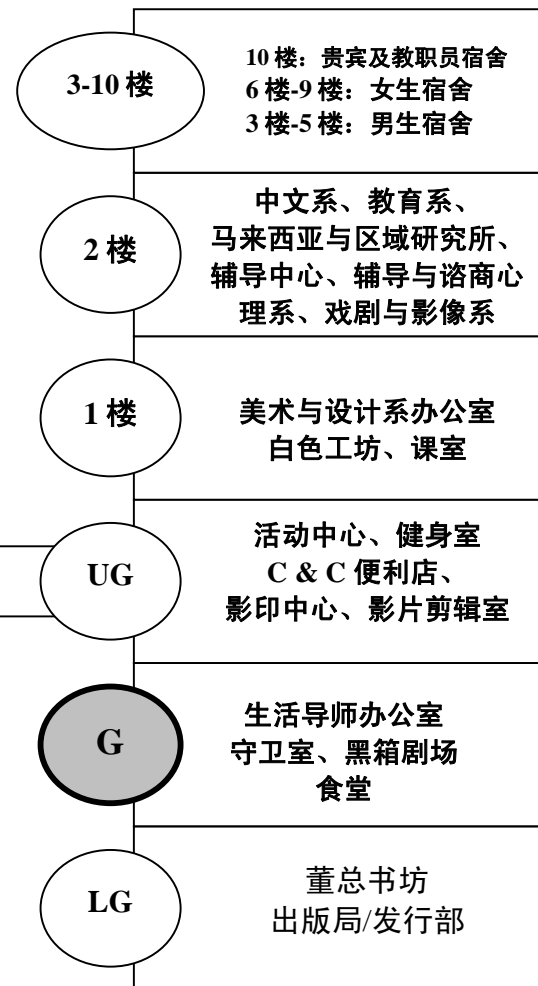 3-10 楼
10 楼：贵宾及教职员宿舍
6 楼-9 楼：女生宿舍
3 楼-5 楼：男生宿舍
2 楼
中文系、教育系、
马来西亚与区域研究所、
辅导中心、辅导与谘商心
理系、戏剧与影像系
1 楼
美术与设计系办公室
白色工坊、课室
UG
活动中心、健身室
C & C 便利店、
影印中心、影片剪辑室
G
生活导师办公室
守卫室、黑箱剧场
食堂
LG
董总书坊
出版局/发行部